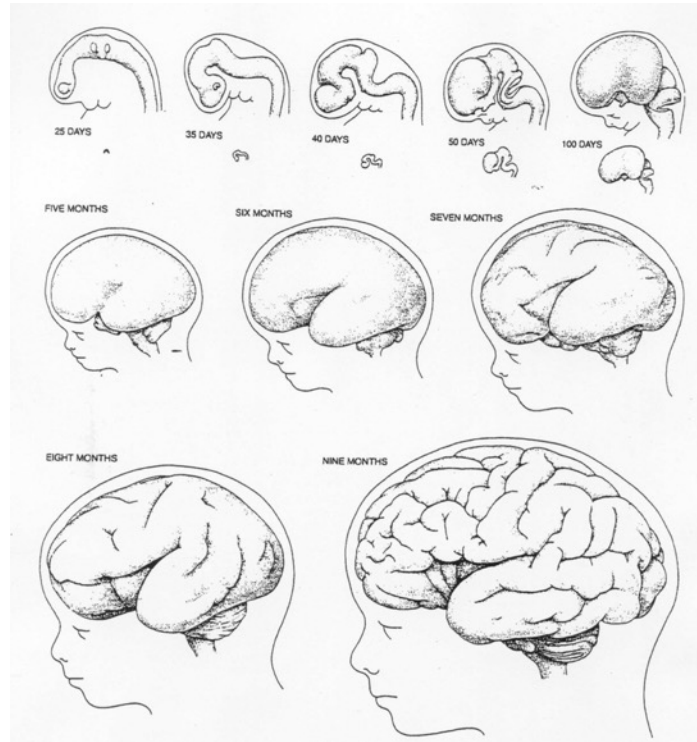 25 DAYS
35 DAYS
40 DAYS
50 DAYS
100 DAYS
FIVE MONTHS
SIX MONTHS
SEVEN MONTHS
EIGHT MONTHS
NINE MONTHS